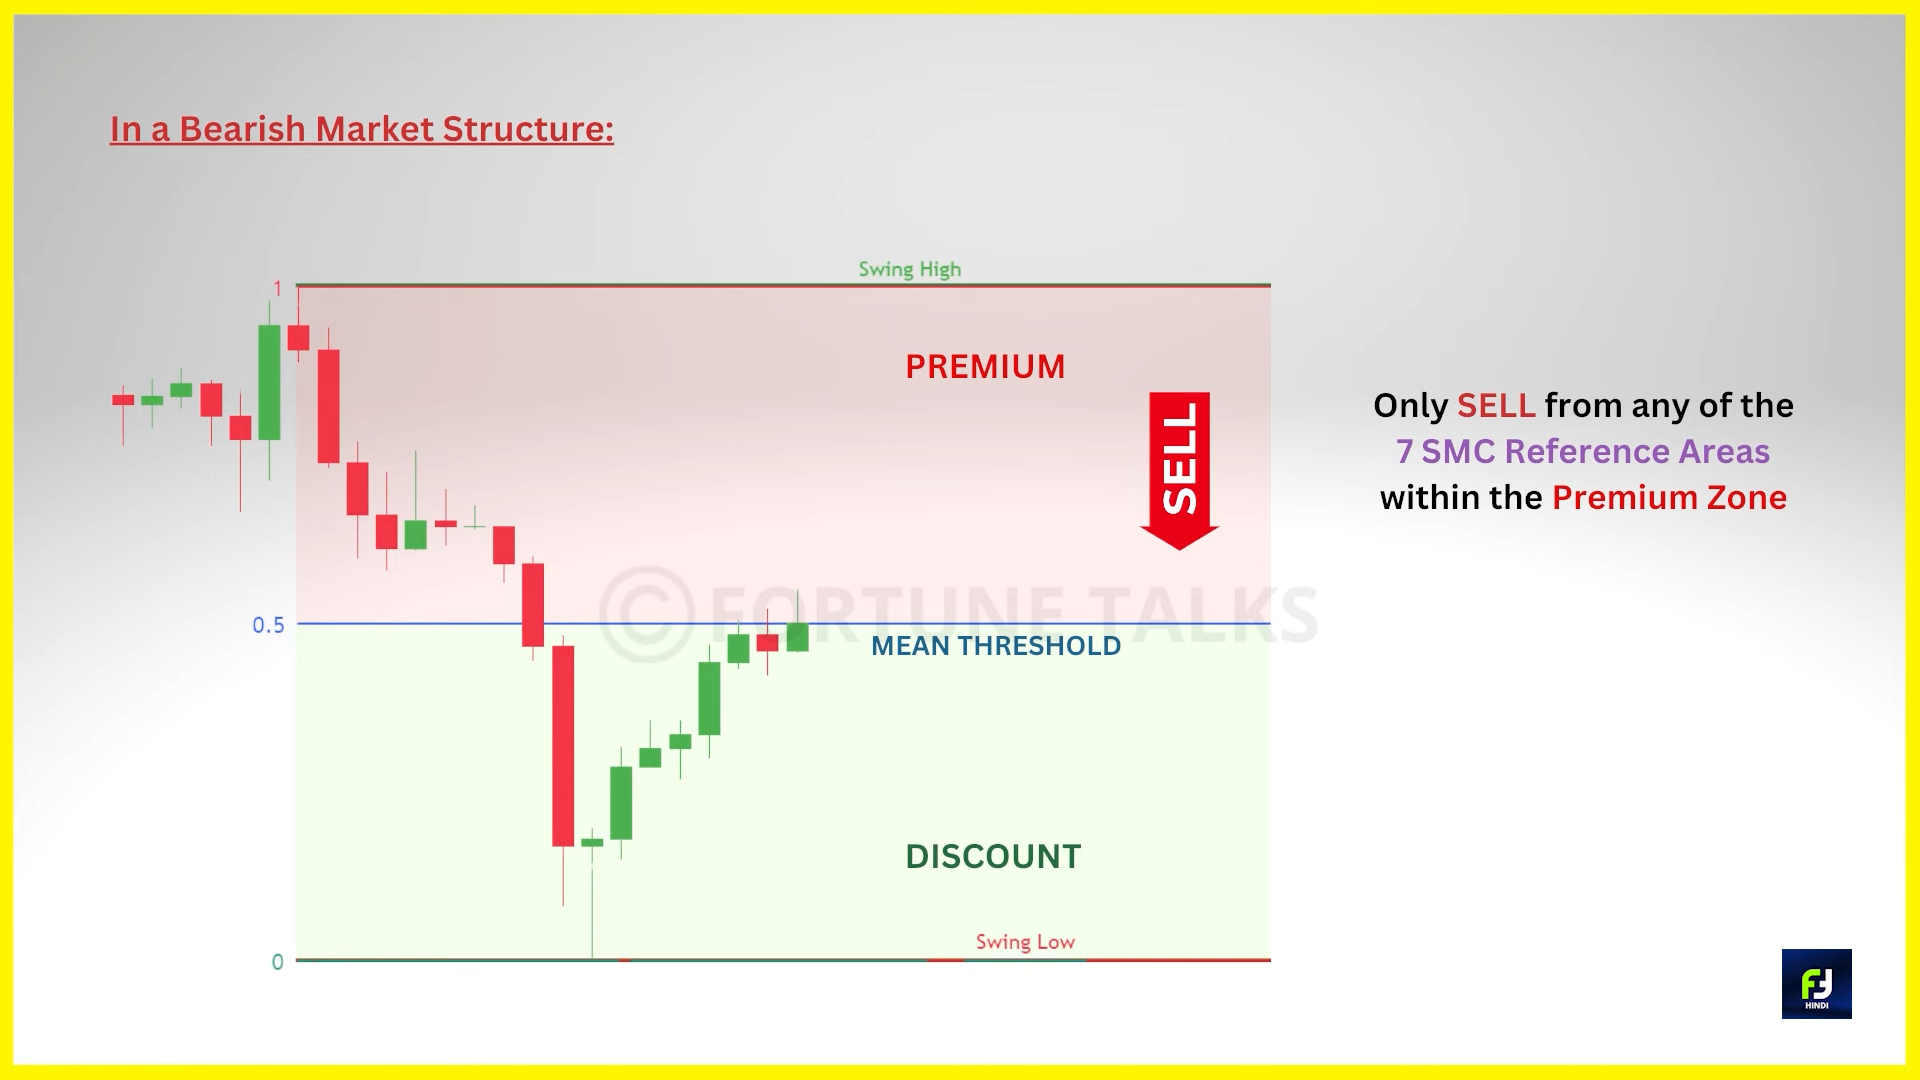 In a Bearish Market Structure:
Swing High
1
PREMIUM
SELL
Only SELL from any of the
7 SMC Reference Areas
within the Premium Zone
©FORTUNE TALKS
0.5
MEAN THRESHOLD
DISCOUNT
Swing Low
0
HINDI